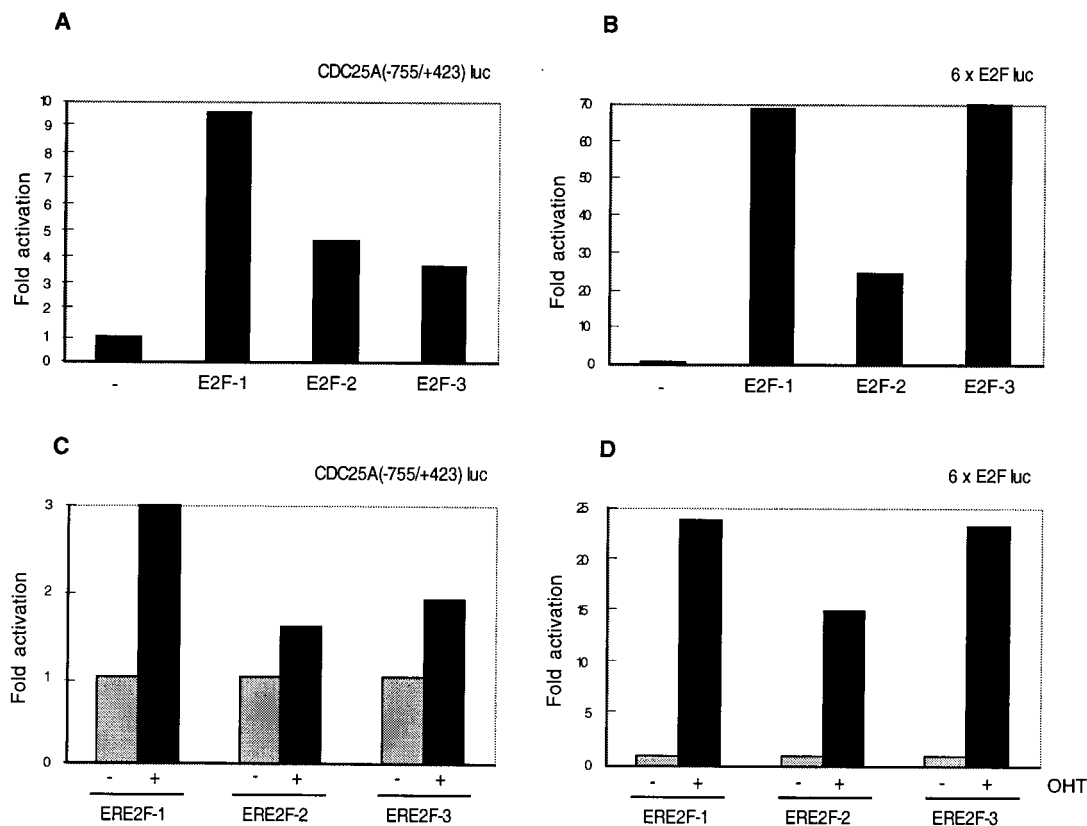 A
CDC25A(-755/+423) luc
Fold activation
10
9
8
7
6
5
4
3
2
1
0
- E2F-1 E2F-2 E2F-3
B
6 x E2F luc
Fold activation
70
60
50
40
30
20
10
0
- E2F-1 E2F-2 E2F-3
C
CDC25A(-755/+423) luc
Fold activation
3
2
1
0
- + - + - +
ERE2F-1 ERE2F-2 ERE2F-3
D
6 x E2F luc
Fold activation
25
20
15
10
5
0
- + - + - + OHT
ERE2F-1 ERE2F-2 ERE2F-3